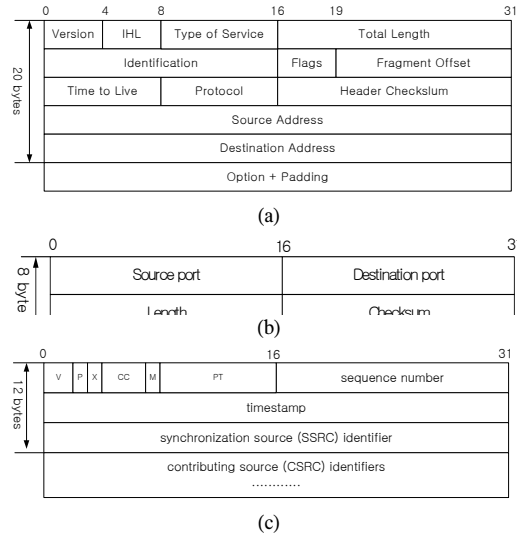 0 4 8 16 19 31
Version IHL Type of Service Total Length
Identification Flags Fragment Offset
Time to Live Protocol Header Checkslum
Source Address
Destination Address
Option + Padding
20 bytes
(a)
0 16 3
Source port Destination port
Length Checksum
8 byte
(b)
0 16 31
V P X CC M PT sequence number
timestamp
synchronization source (SSRC) identifier
contributing source (CSRC) identifiers
............
12 bytes
(c)